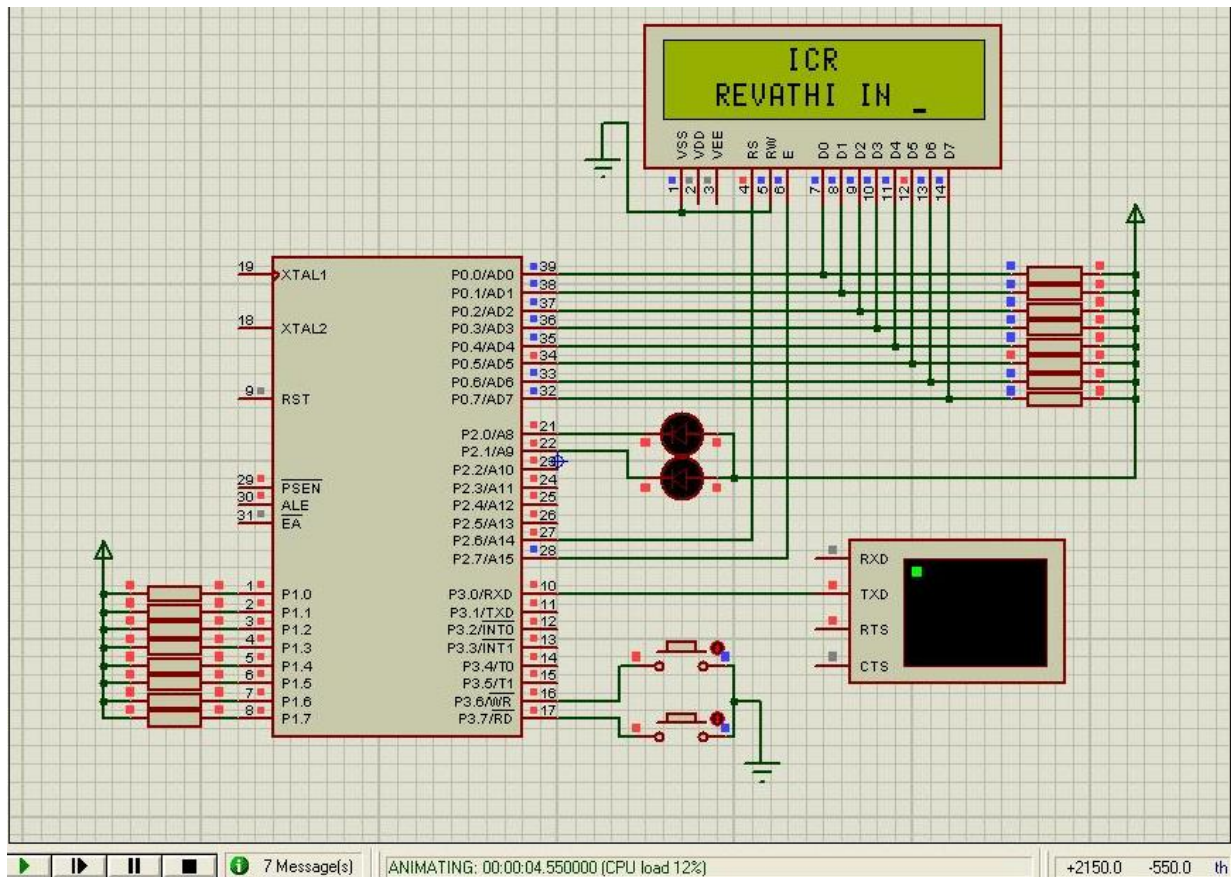 ICR
REVATHI IN _
VSS
VDD
VEE
RS
RW
E
D0
D1
D2
D3
D4
D5
D6
D7
1
2
3
4
5
6
7
8
9
10
11
12
13
14
19 XTAL1
18 XTAL2
9 RST
29 PSEN
30 ALE
31 EA
1 P1.0
2 P1.1
3 P1.2
4 P1.3
5 P1.4
6 P1.5
7 P1.6
8 P1.7
P0.0/AD0 39
P0.1/AD1 38
P0.2/AD2 37
P0.3/AD3 36
P0.4/AD4 35
P0.5/AD5 34
P0.6/AD6 33
P0.7/AD7 32
P2.0/A8 21
P2.1/A9 22
P2.2/A10 23
P2.3/A11 24
P2.4/A12 25
P2.5/A13 26
P2.6/A14 27
P2.7/A15 28
P3.0/RXD 10
P3.1/TXD 11
P3.2/INT0 12
P3.3/INT1 13
P3.4/T0 14
P3.5/T1 15
P3.6/WR 16
P3.7/RD 17
RXD
TXD
RTS
CTS
7 Message(s)
ANIMATING: 00:00:04.550000 (CPU load 12%)
+2150.0 -550.0 th